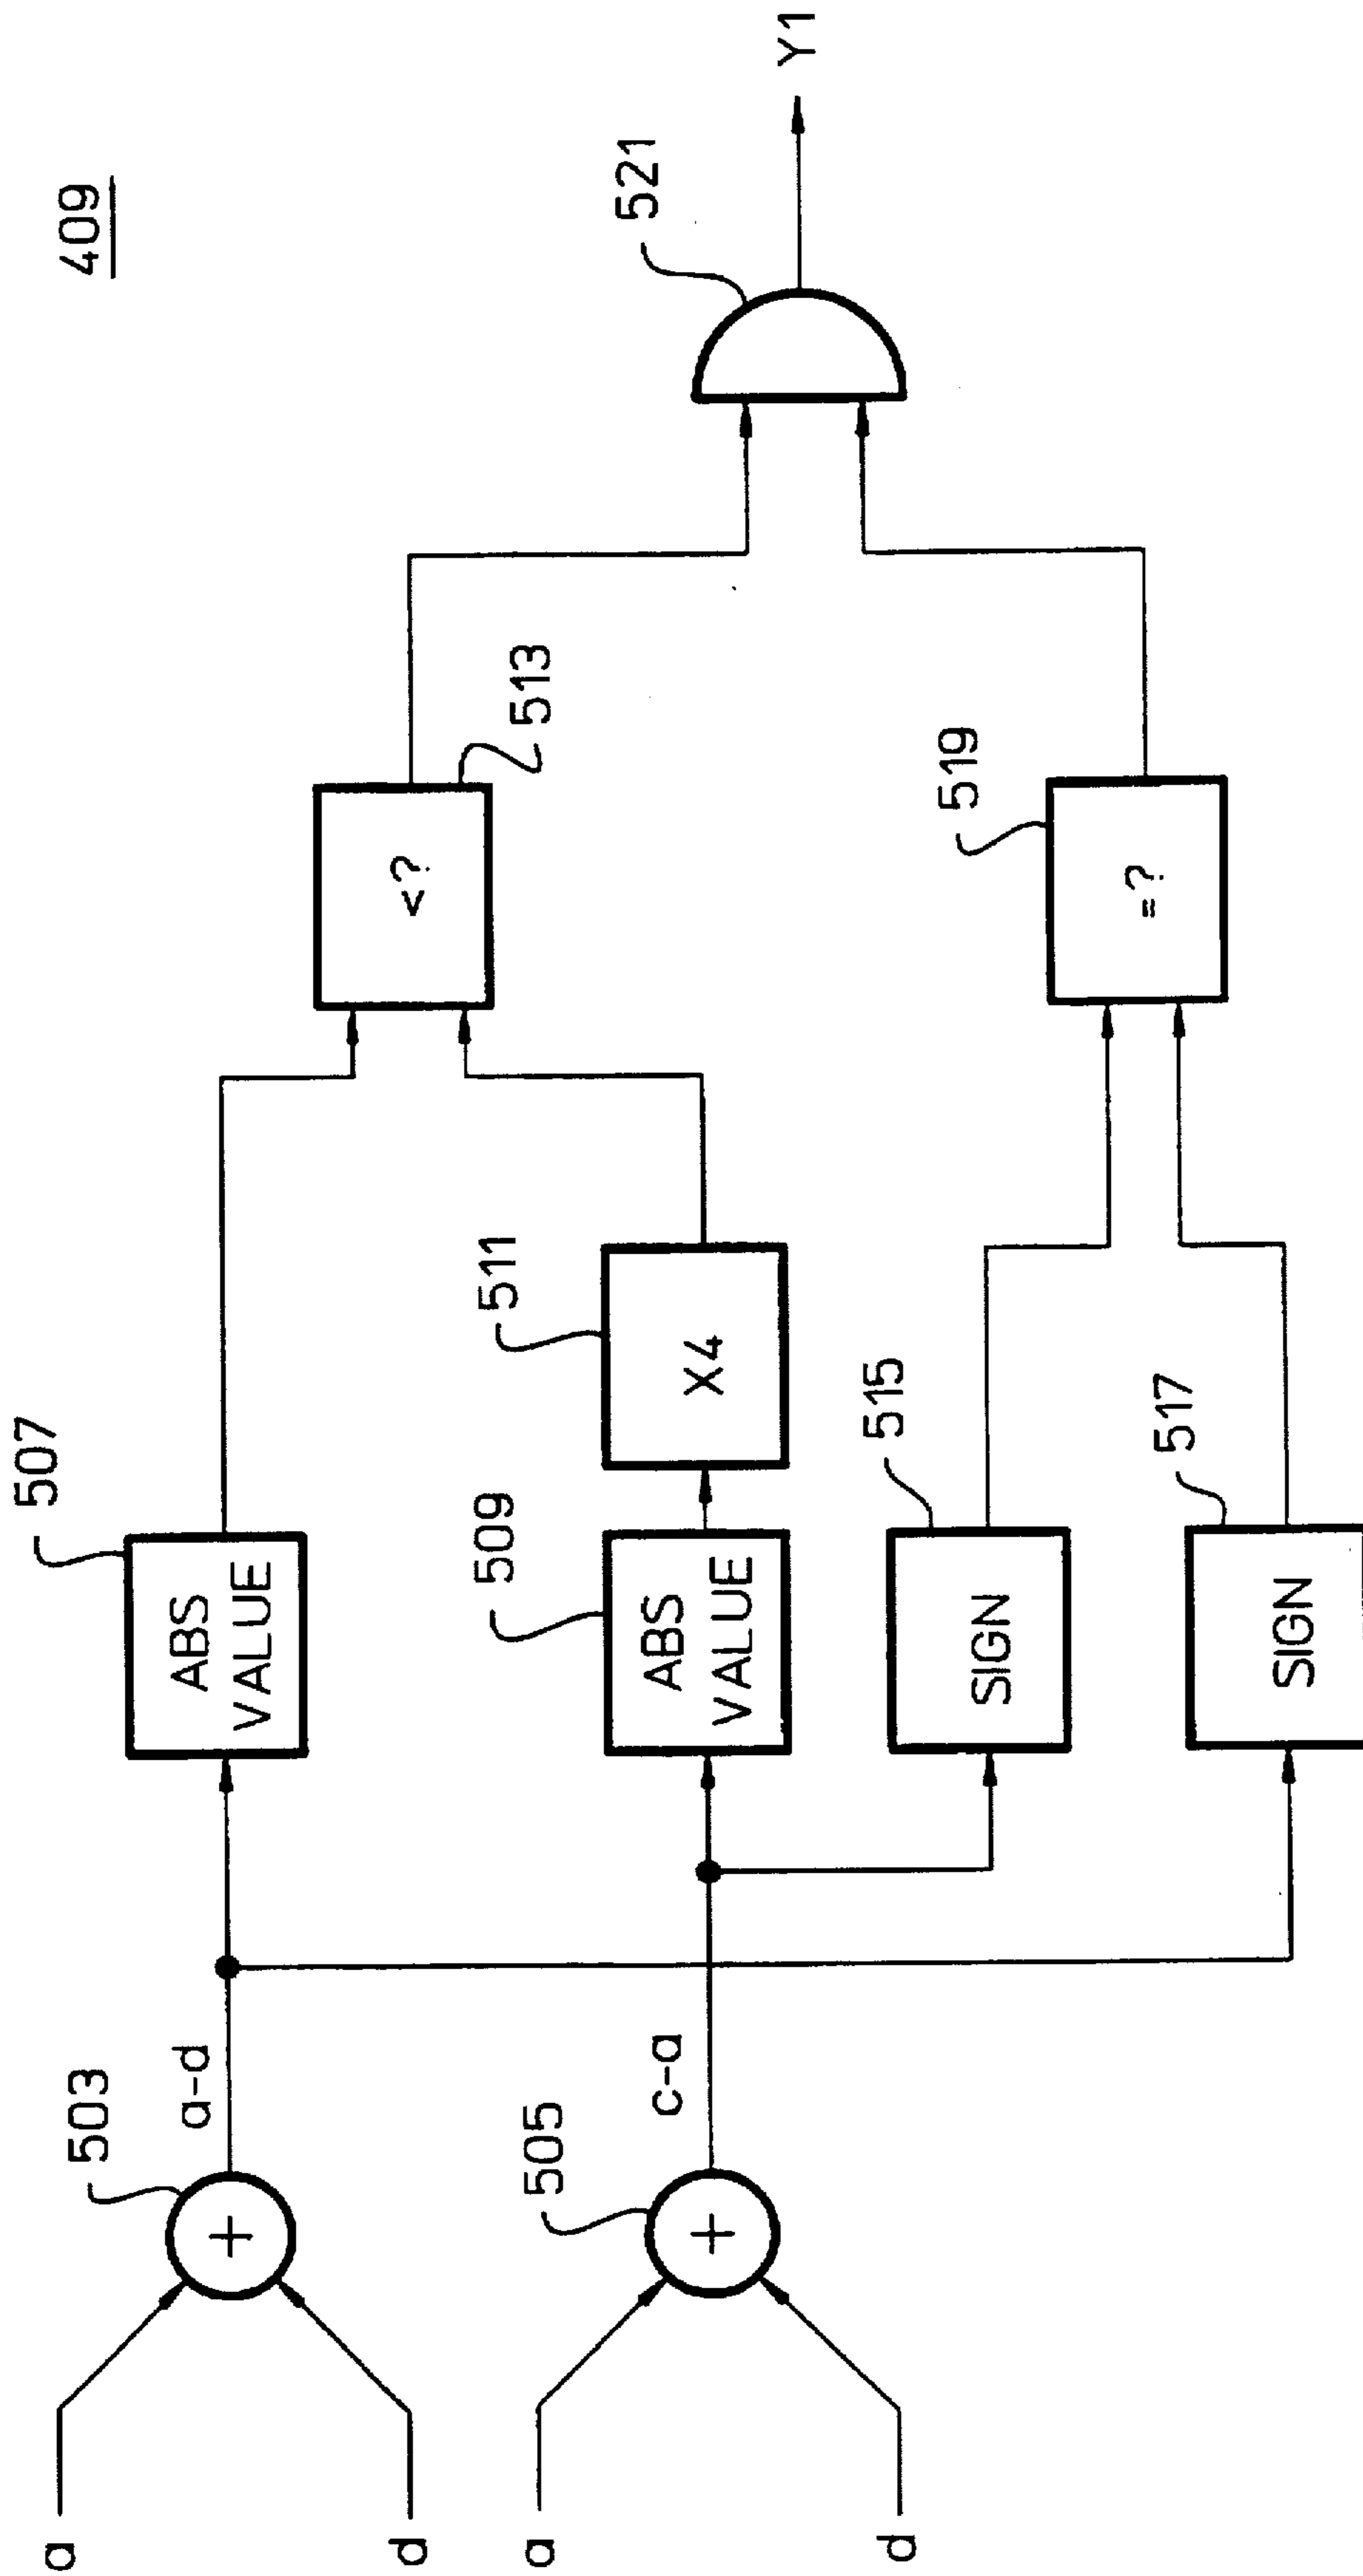 409
a
d
503
+
a-d
507
ABS
VALUE
a
d
505
+
c-a
509
ABS
VALUE
511
X4
515
SIGN
517
SIGN
513
<?
519
=?
521
Y1